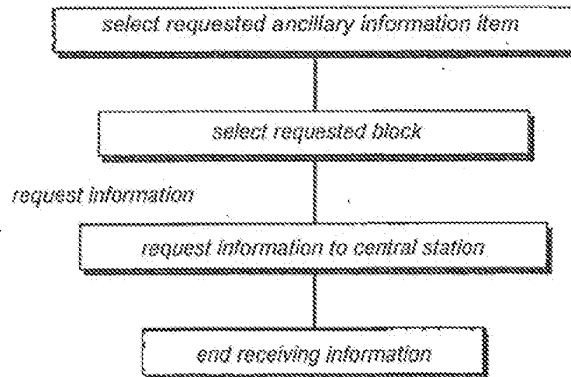 select requested ancillary information item
select requested block
request information
request information to central station
end receiving information